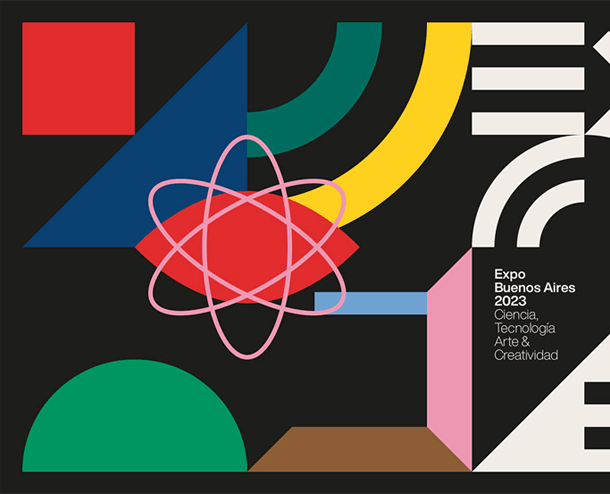 Expo
Buenos Aires
2023
Ciencia,
Tecnología
Arte &
Creatividad